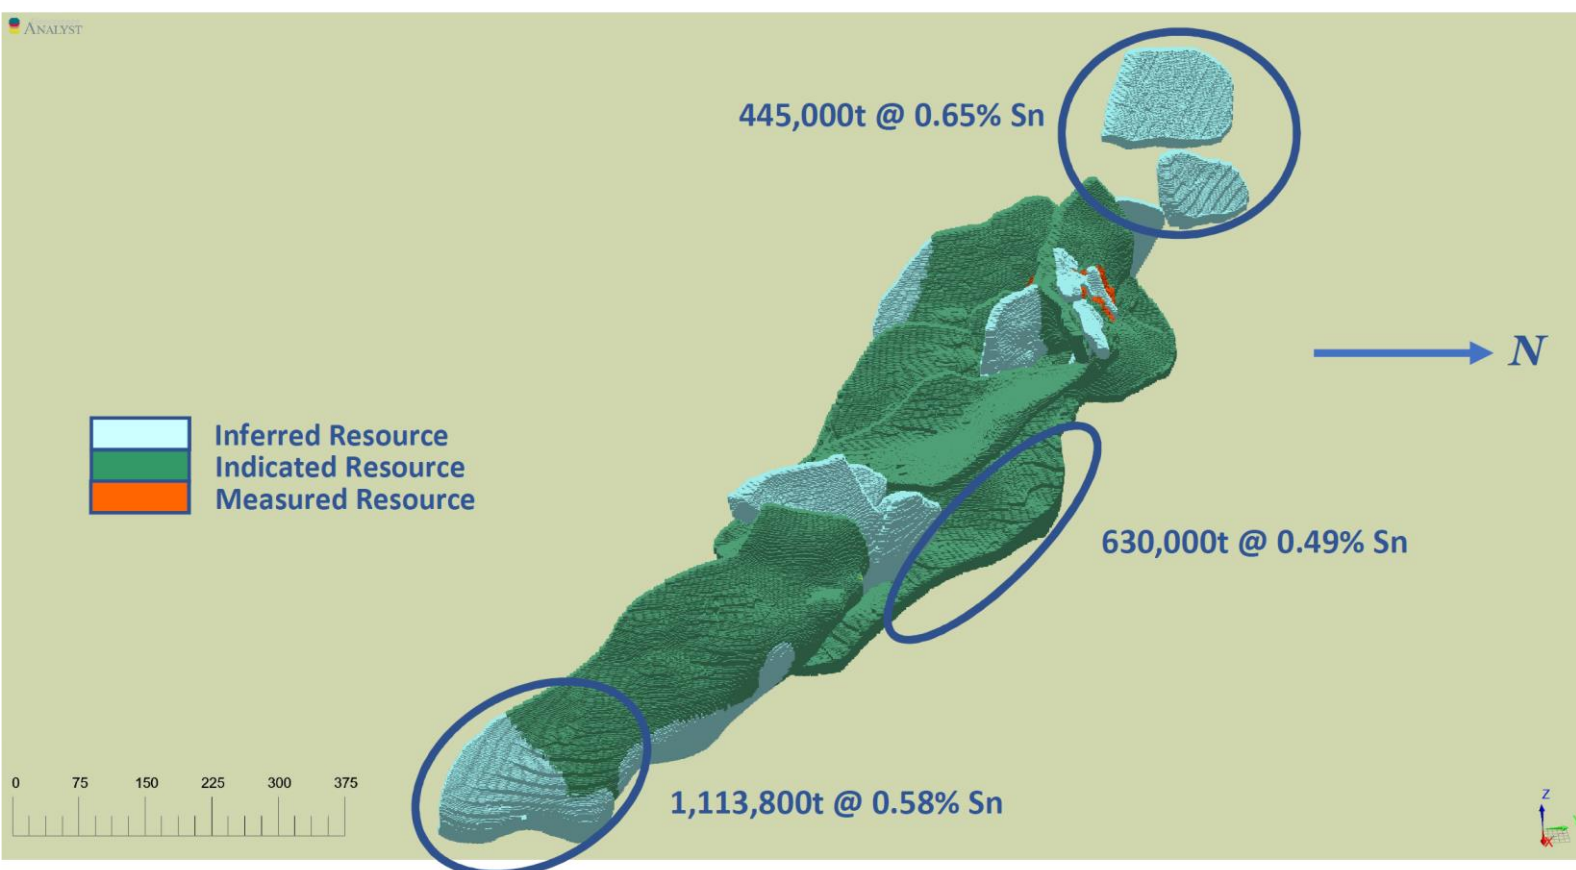 ANALYST
445,000t @ 0.65% Sn
N
Inferred Resource
Indicated Resource
Measured Resource
630,000t @ 0.49% Sn
0 75 150 225 300 375
1,113,800t @ 0.58% Sn
Z
X